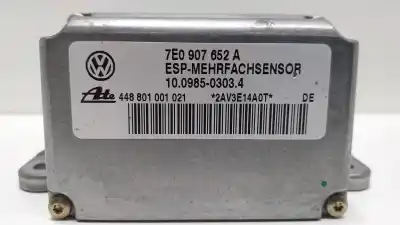 7E0 907 652 A
ESP-MEHRFACHSENSOR
10.0985-0303.4
Ate 448 801 001 021 *2AV3E14A0T* DE